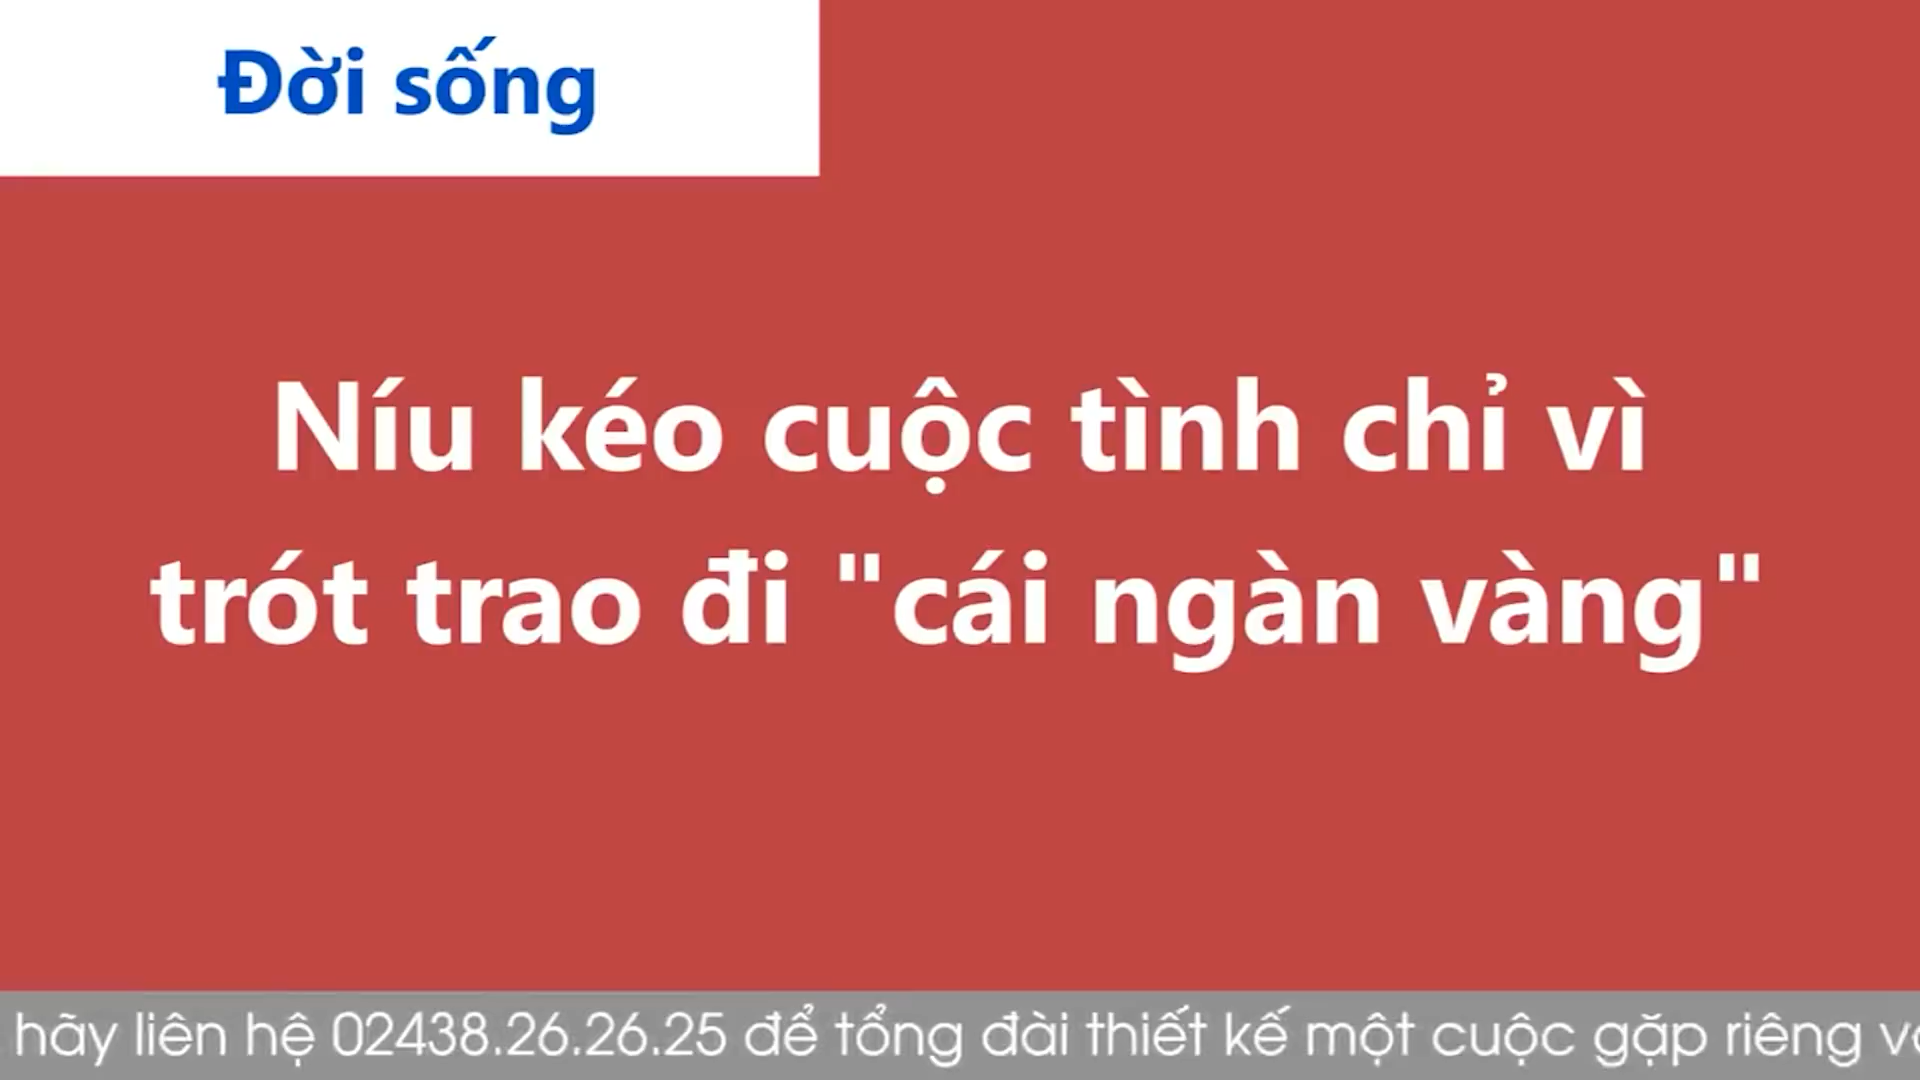 Đời sống
Níu kéo cuộc tình chỉ vì
trót trao đi "cái ngàn vàng"
hãy liên hệ 02438.26.26.25 để tổng đài thiết kế một cuộc gặp riêng